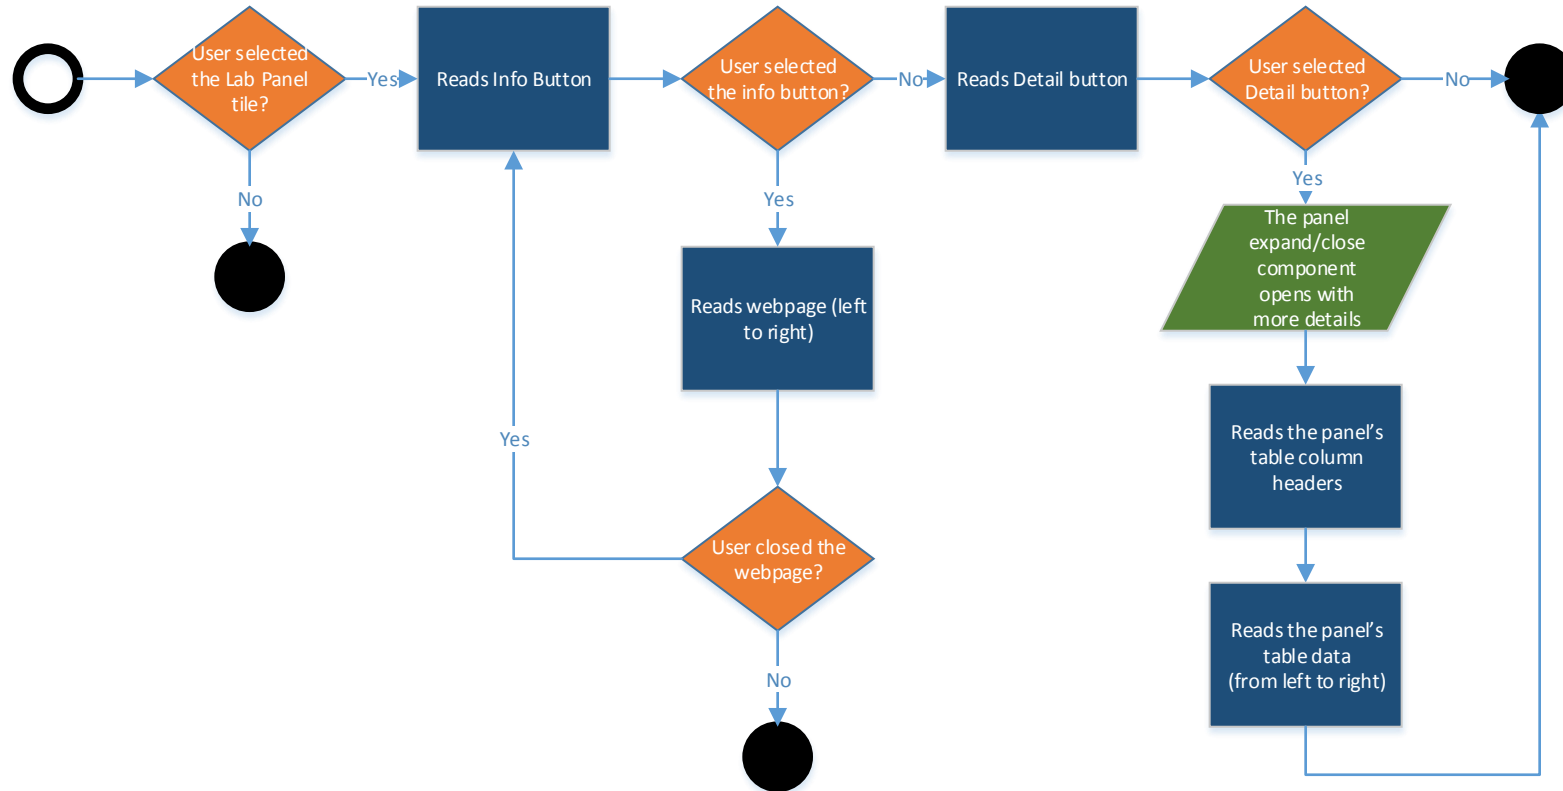 User selected
the Lab Panel
tile?
Yes
Reads Info Button
User selected
the info button?
No
Reads Detail button
User selected
Detail button?
No
No
Yes
Yes
The panel
expand/close
component
opens with
more details
Reads webpage (left
to right)
Yes
Reads the panel’s
table column
headers
User closed the
webpage?
Reads the panel’s
table data
(from left to right)
No